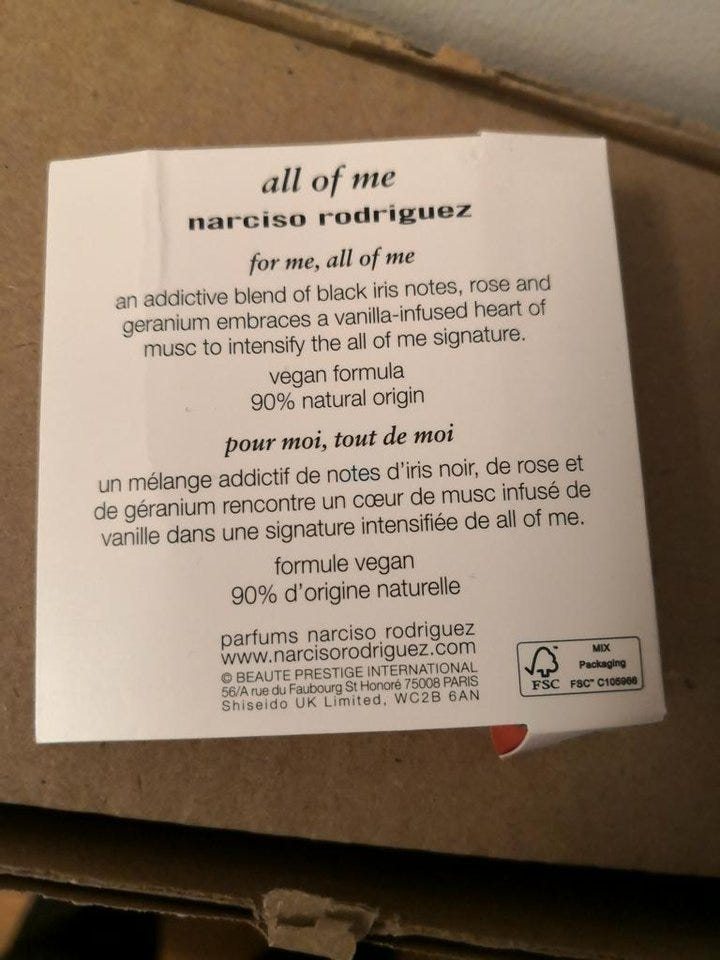 all of me
narciso rodriguez
for me, all of me
an addictive blend of black iris notes, rose and
geranium embraces a vanilla-infused heart of
musc to intensify the all of me signature.
vegan formula
90% natural origin
pour moi, tout de moi
un mélange addictif de notes d'iris noir, de rose et
de géranium rencontre un cœur de musc infusé de
vanille dans une signature intensifiée de all of me.
formule vegan
90% d'origine naturelle
parfums narciso rodriguez
www.narcisorodriguez.com
© BEAUTE PRESTIGE INTERNATIONAL
56/A rue du Faubourg St Honoré 75008 PARIS
Shiseido UK Limited, WC2B 6AN
FSC
MIX
Packaging
FSC™ C105966